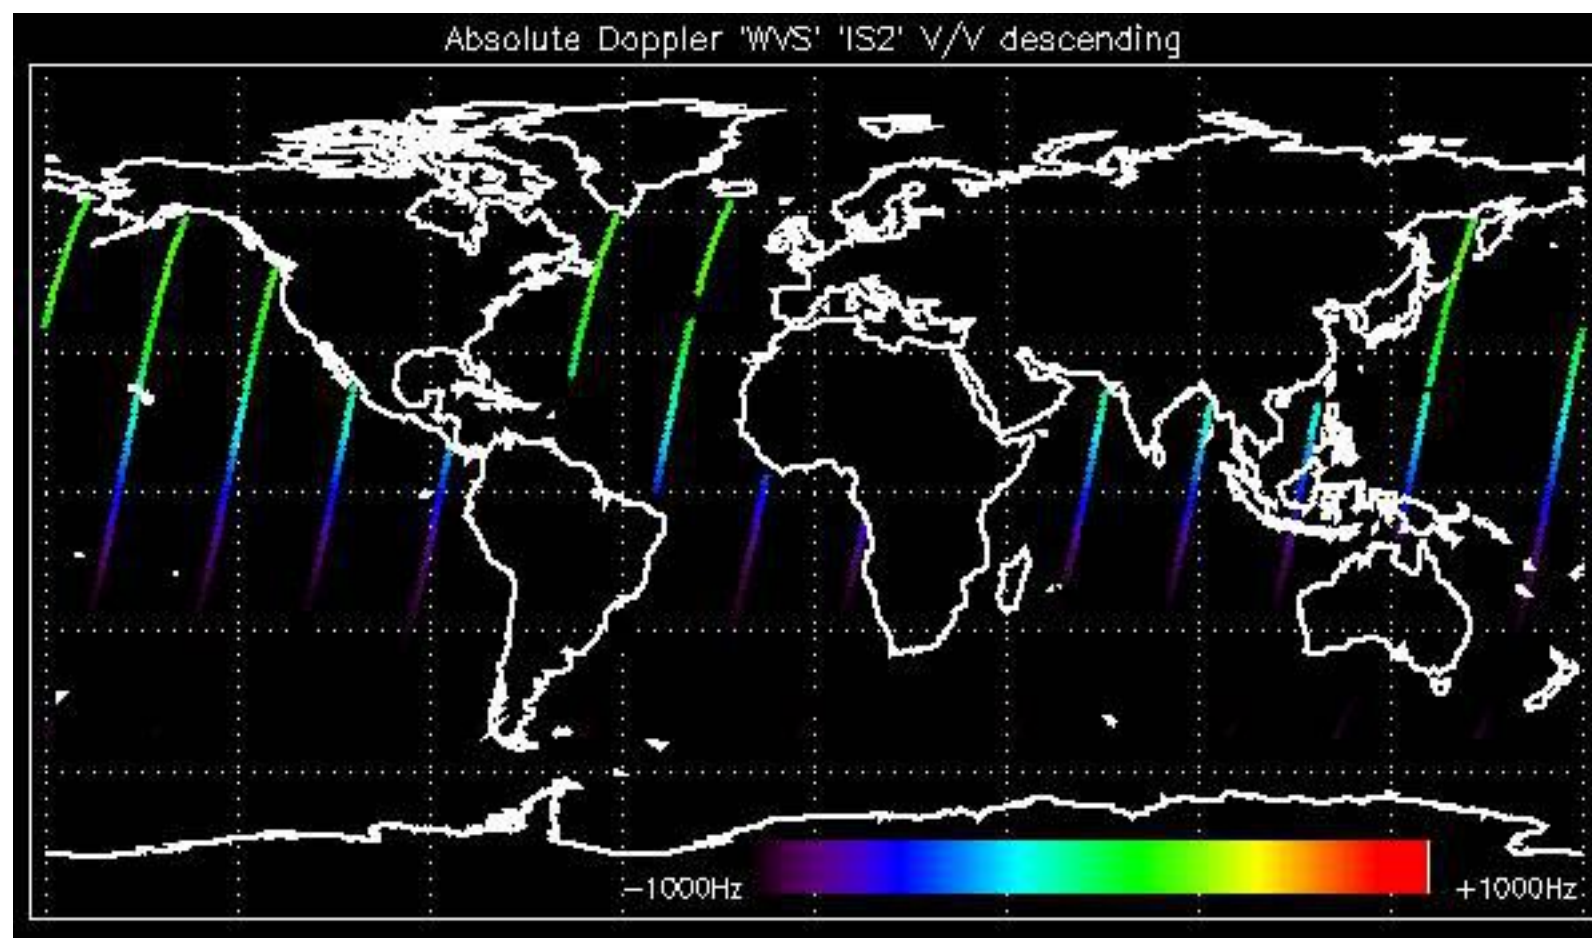 Absolute Doppler 'WVS' 'IS2' V/V descending
−1000Hz
+1000Hz